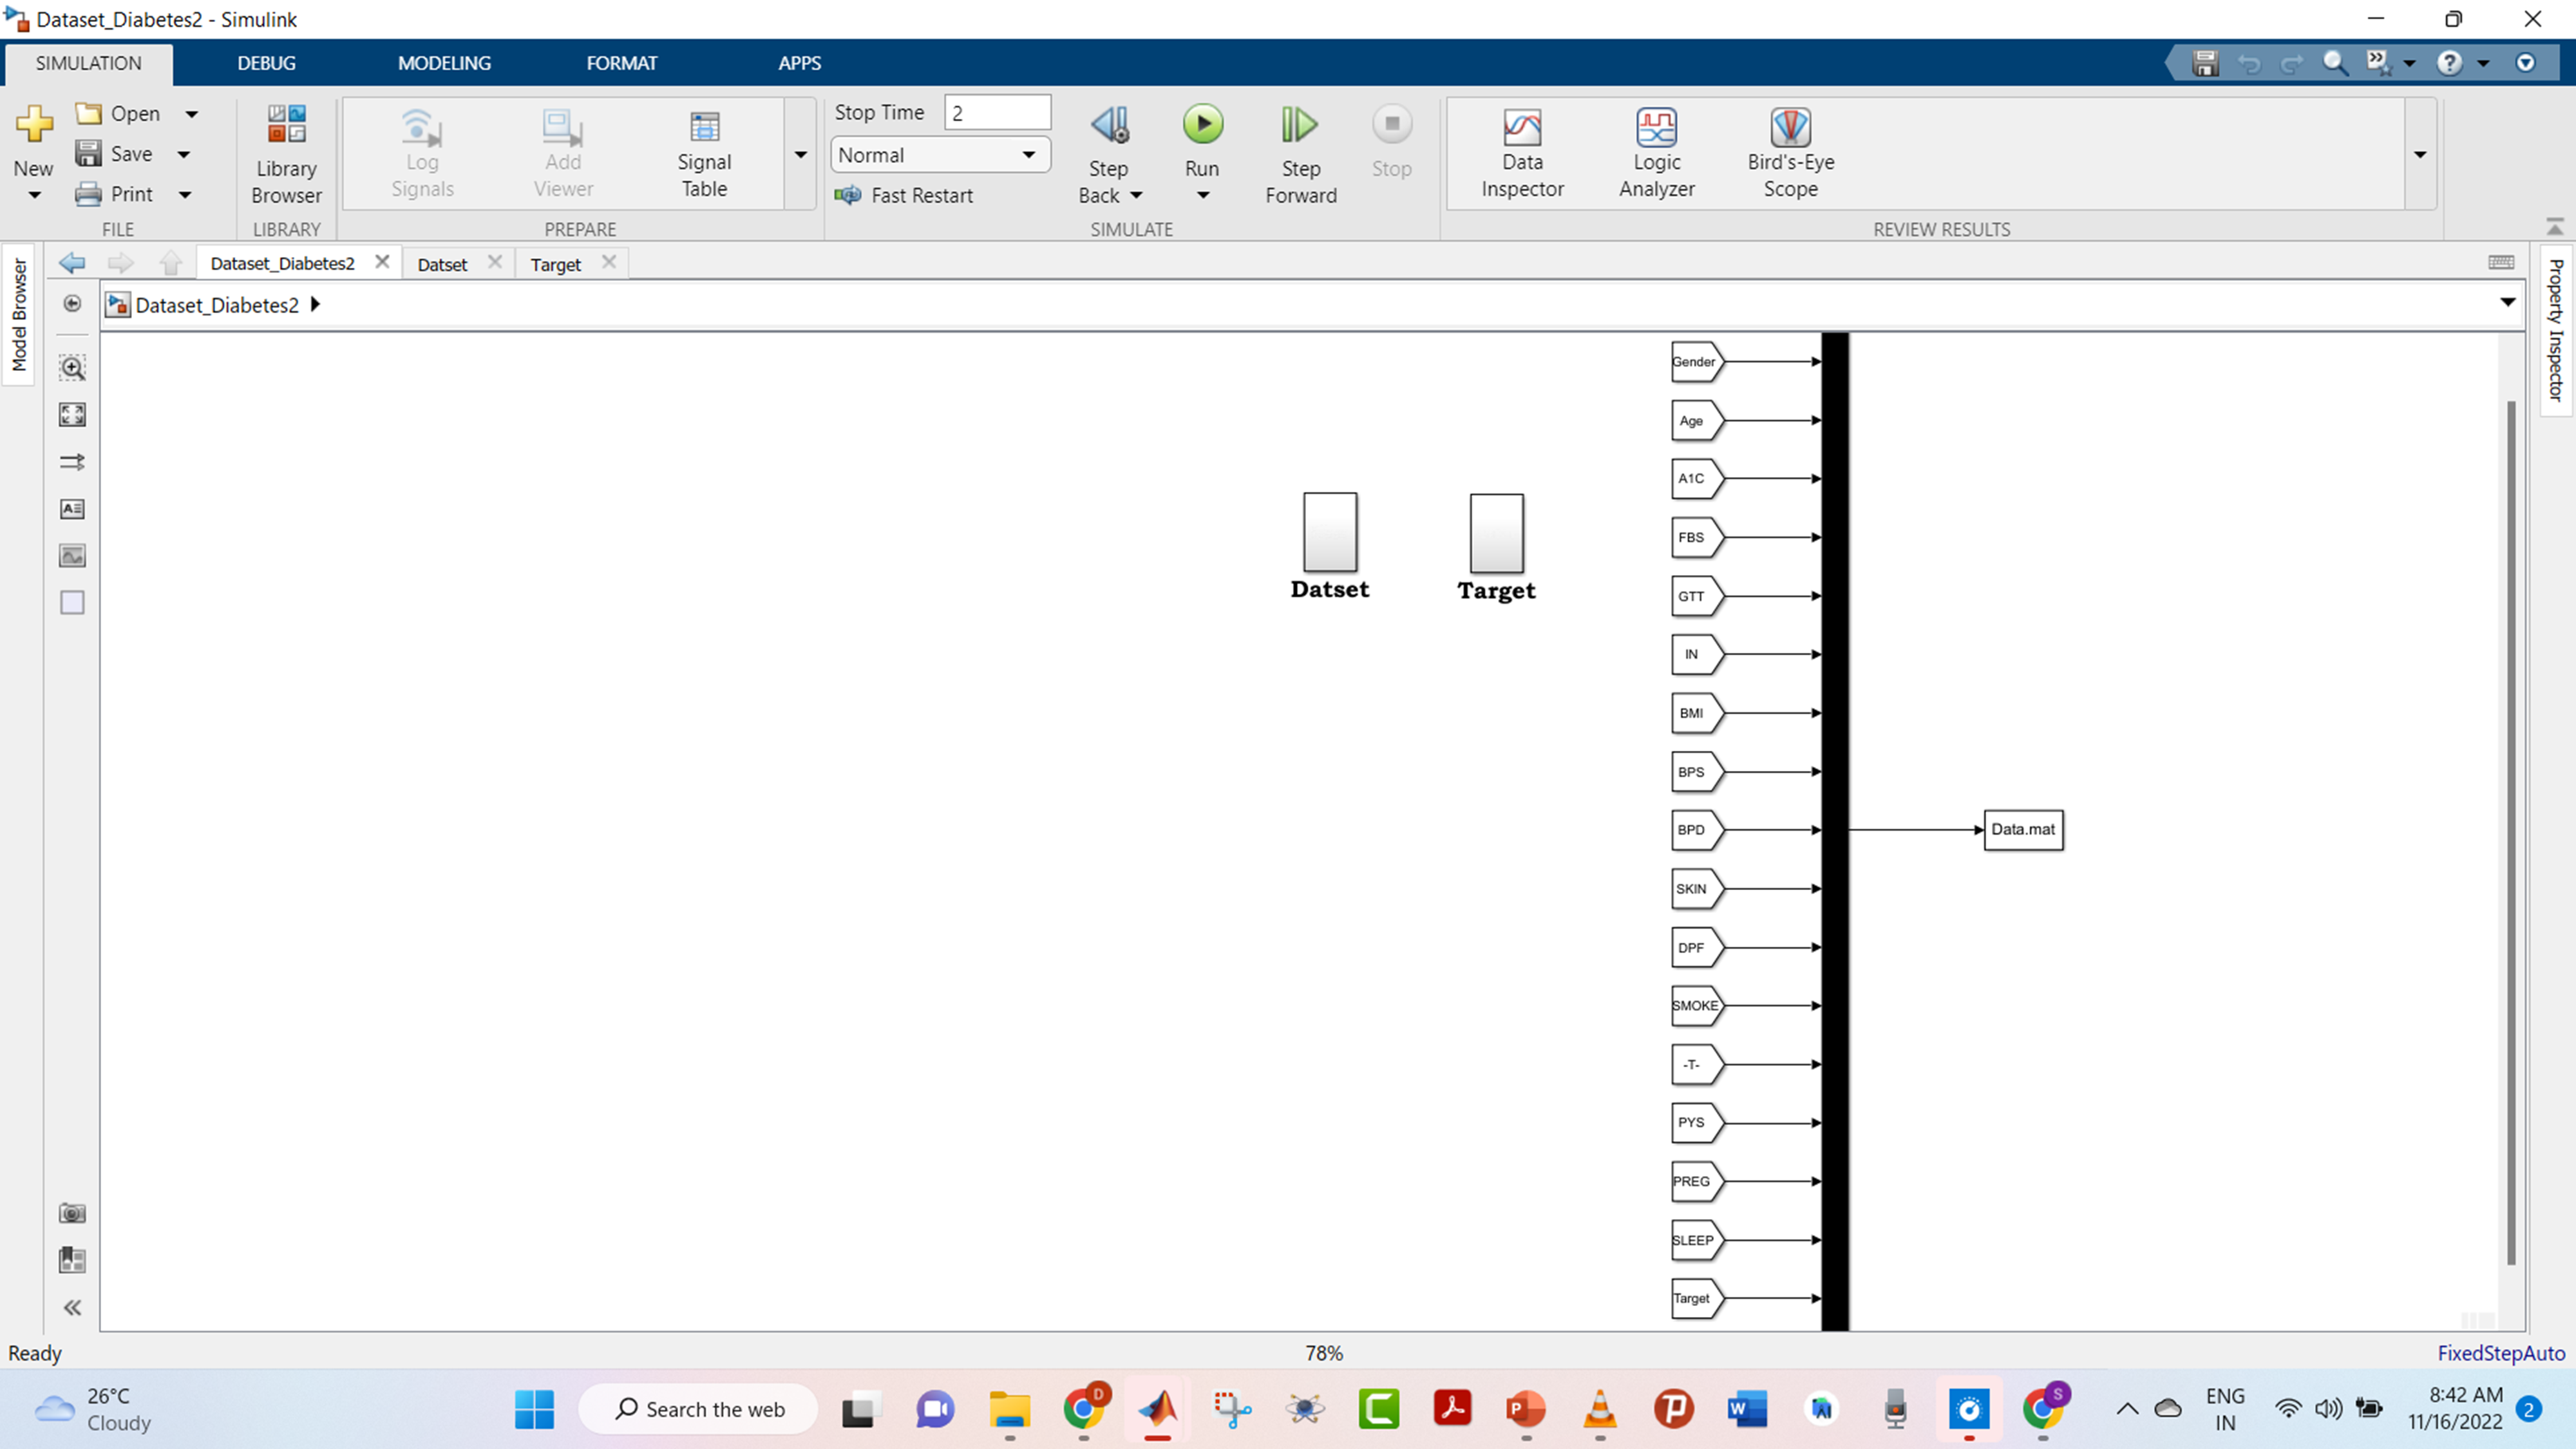 Dataset_Diabetes2 - Simulink
SIMULATION DEBUG MODELING FORMAT APPS
New
Open
Save
Print
FILE
Library Browser
LIBRARY
Log Signals
Add Viewer
Signal Table
PREPARE
Stop Time 2
Normal
Fast Restart
Step Back
Run
Step Forward
Stop
SIMULATE
Data Inspector
Logic Analyzer
Bird's-Eye Scope
REVIEW RESULTS
Model Browser
Property Inspector
Dataset_Diabetes2 Datset Target
Dataset_Diabetes2
Datset
Target
Gender
Age
A1C
FBS
GTT
IN
BMI
BPS
BPD
Data.mat
SKIN
DPF
SMOKE
-T-
PYS
PREG
SLEEP
Target
Ready 78% FixedStepAuto
26°C
Cloudy
Search the web
D
S
ENG
IN
8:42 AM
11/16/2022
2